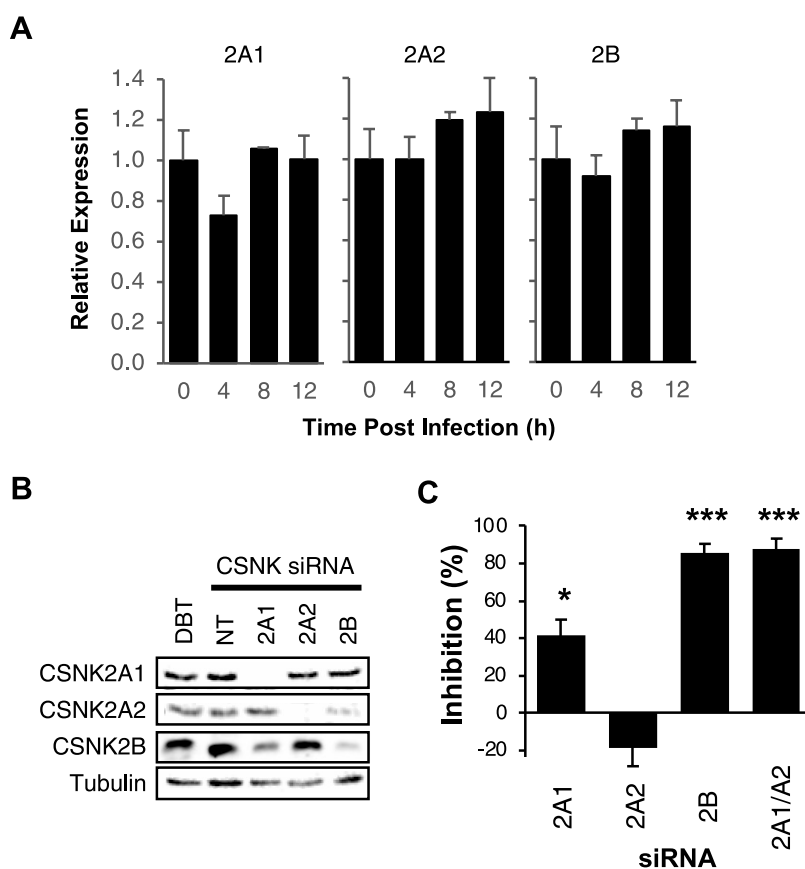 A
2A1 2A2 2B
Relative Expression
1.4
1.2
1.0
0.8
0.6
0.4
0.2
0.0
0 4 8 12 0 4 8 12 0 4 8 12
Time Post Infection (h)
B
CSNK siRNA
DBT NT 2A1 2A2 2B
CSNK2A1
CSNK2A2
CSNK2B
Tubulin
C
Inhibition (%)
100
80
60
40
20
0
-20
* *** ***
2A1 2A2 2B 2A1/A2
siRNA